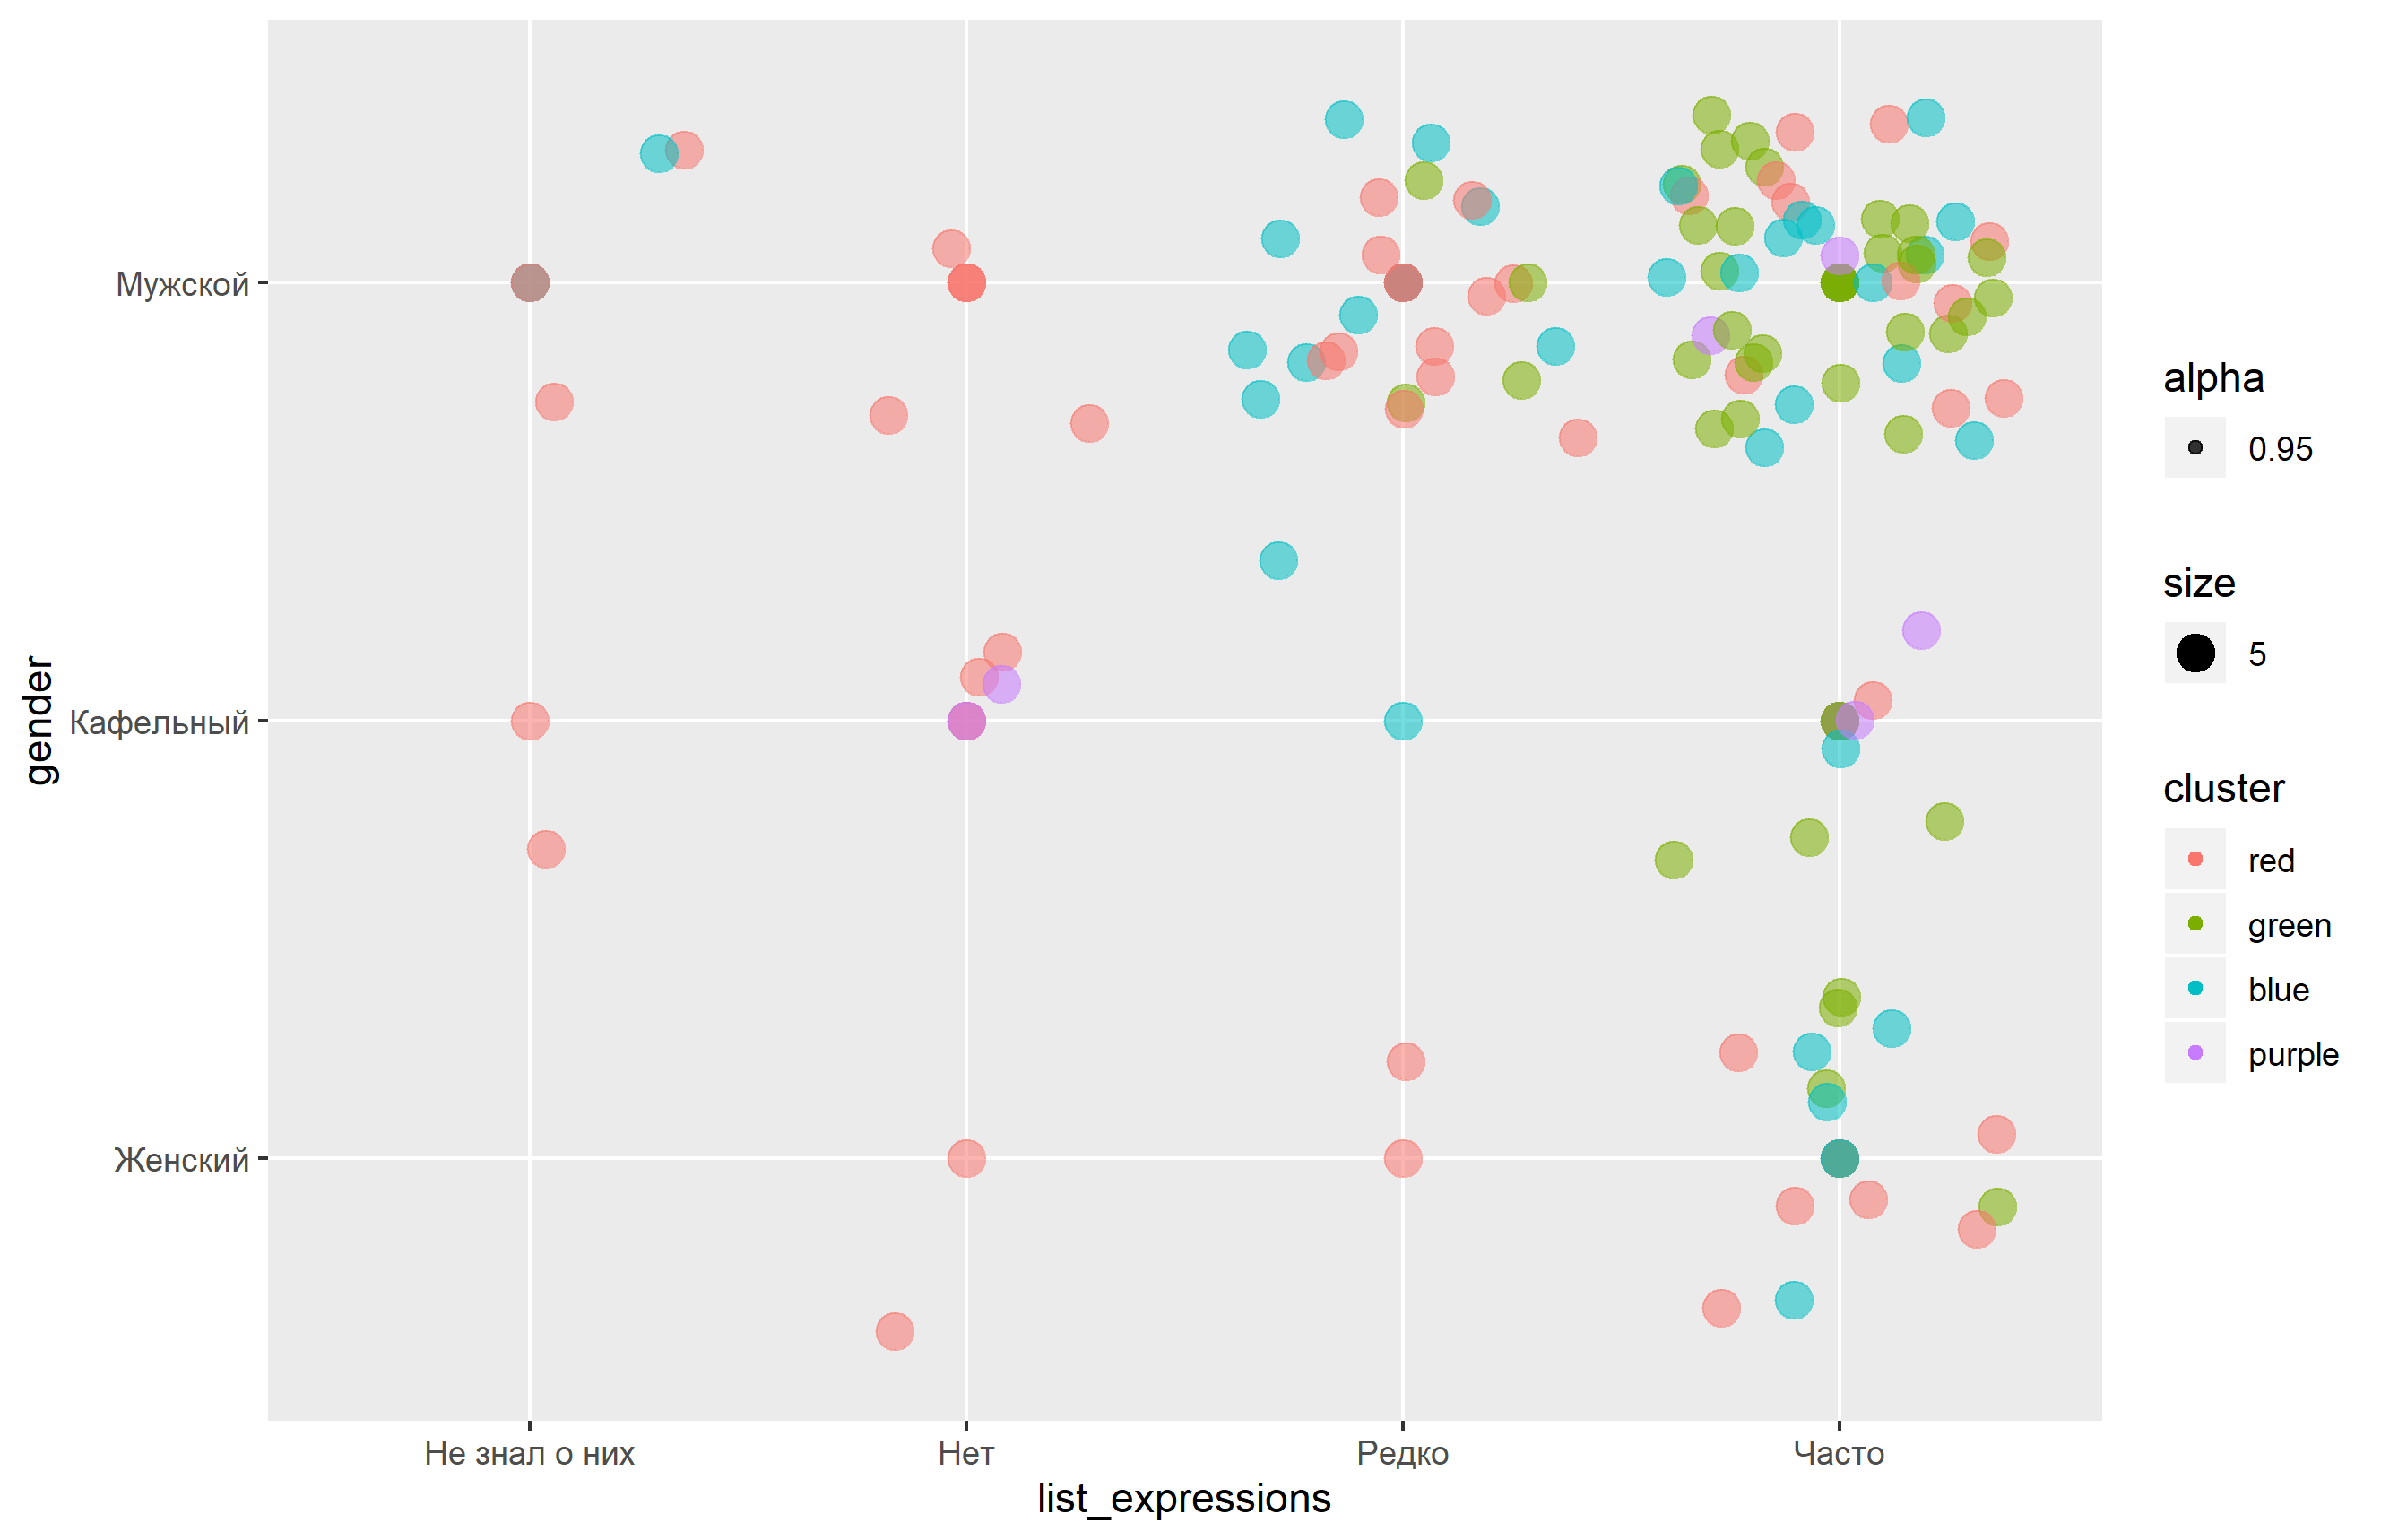 gender
Мужской
Кафельный
Женский
Не знал о них
Нет
Редко
Часто
list_expressions
alpha
0.95
size
5
cluster
red
green
blue
purple